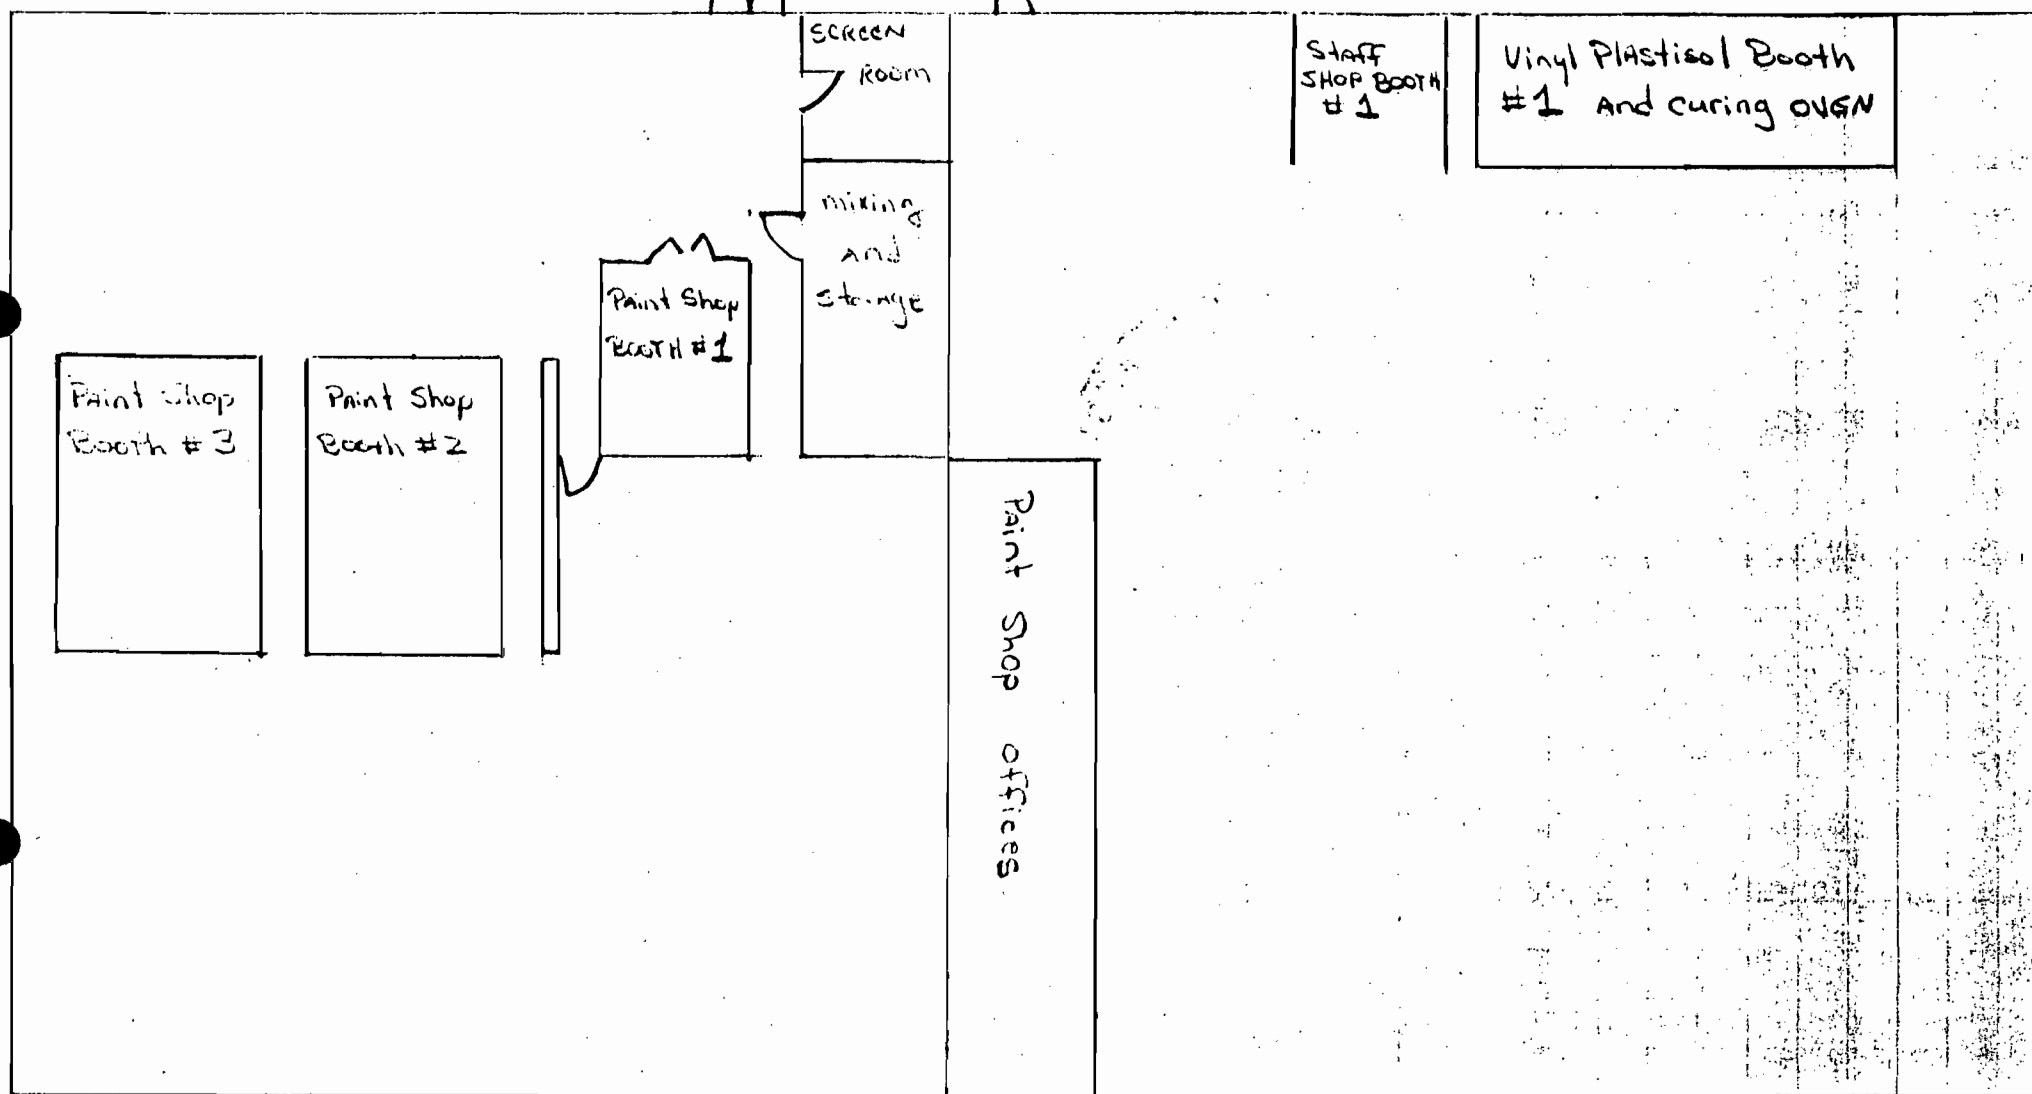 SCREEN
Room
Staff
SHOP BOOTH
#1
Vinyl Plastisol Booth
#1 And curing OVEN
mixing
And
storage
Paint Shop
BOOTH #1
Paint Shop
Booth #2
Paint Shop
Booth #3
Paint Shop offices